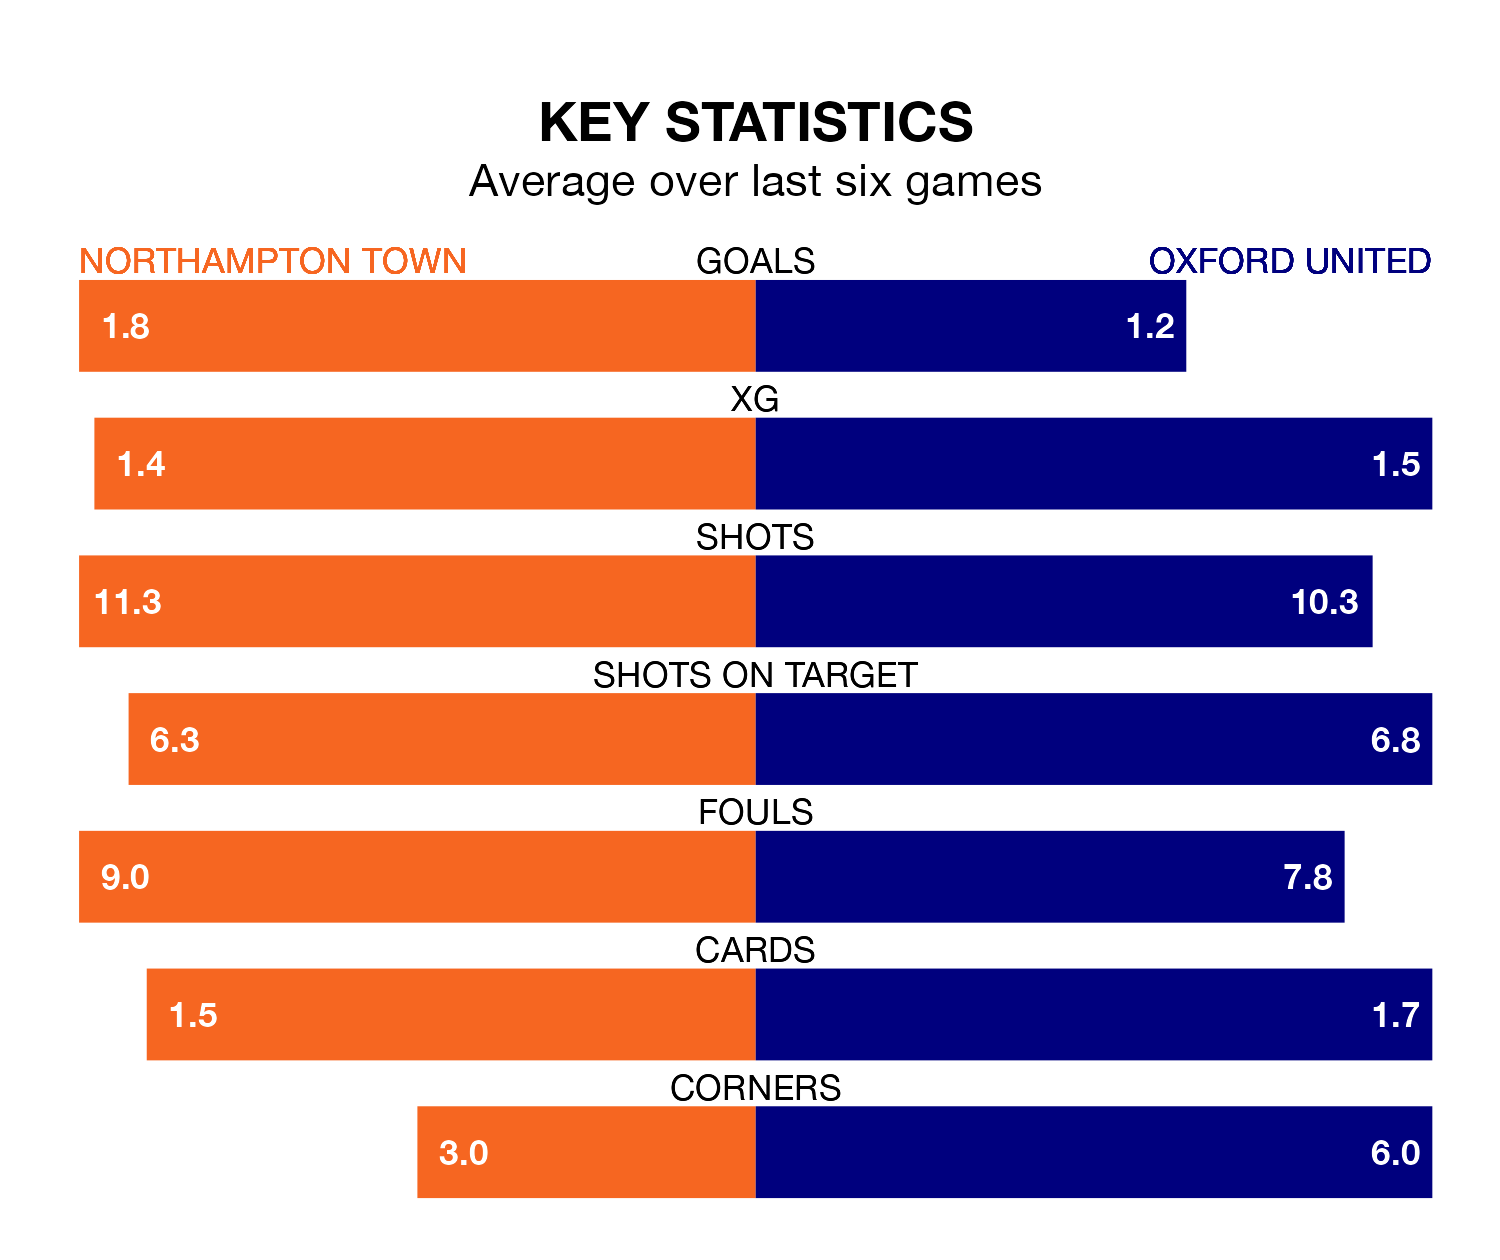 KEY STATISTICS
Average over last six games
NORTHAMPTON TOWN GOALS OXFORD UNITED
1.8 1.2
XG
1.4 1.5
SHOTS
11.3 10.3
SHOTS ON TARGET
6.3 6.8
FOULS
9.0 7.8
CARDS
1.5 1.7
CORNERS
3.0 6.0